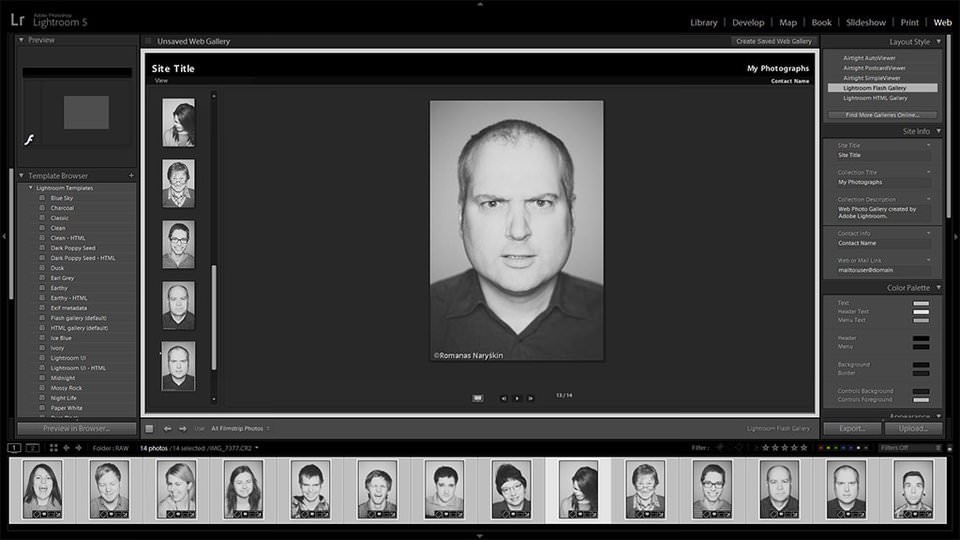 Lr
Adobe Photoshop
Lightroom 5
Library | Develop | Map | Book | Slideshow | Print | Web
Preview
Template Browser +
Lightroom Templates
Blue Sky
Charcoal
Classic
Clean
Clean - HTML
Dark Poppy Seed
Dark Poppy Seed - HTML
Dusk
Earl Grey
Earthy
Earthy - HTML
Exif metadata
Flash gallery (default)
HTML gallery (default)
Ice Blue
Ivory
Lightroom UI
Lightroom UI - HTML
Midnight
Mossy Rock
Night Life
Paper White
Preview in Browser...
Unsaved Web Gallery
Create Saved Web Gallery
Site Title
My Photographs
View
Contact Name
©Romanas Naryškin
13 / 14
Use: All Filmstrip Photos
Lightroom Flash Gallery
Layout Style
Airtight AutoViewer
Airtight PostcardViewer
Airtight SimpleViewer
Lightroom Flash Gallery
Lightroom HTML Gallery
Find More Galleries Online...
Site Info
Site Title
Site Title
Collection Title
My Photographs
Collection Description
Web Photo Gallery created by
Adobe Lightroom.
Contact Info
Contact Name
Web or Mail Link
mailto:user@domain
Color Palette
Text
Header Text
Menu Text
Header
Menu
Background
Border
Controls Background
Controls Foreground
Appearance
Export...
Upload...
1 2
Folder : RAW
14 photos / 14 selected / IMG_7377.CR2
Filter :
Filters Off